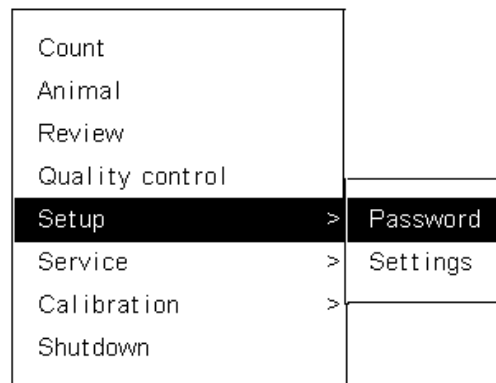 Count
Animal
Review
Quality control
Setup >
Service >
Calibration >
Shutdown
Password
Settings